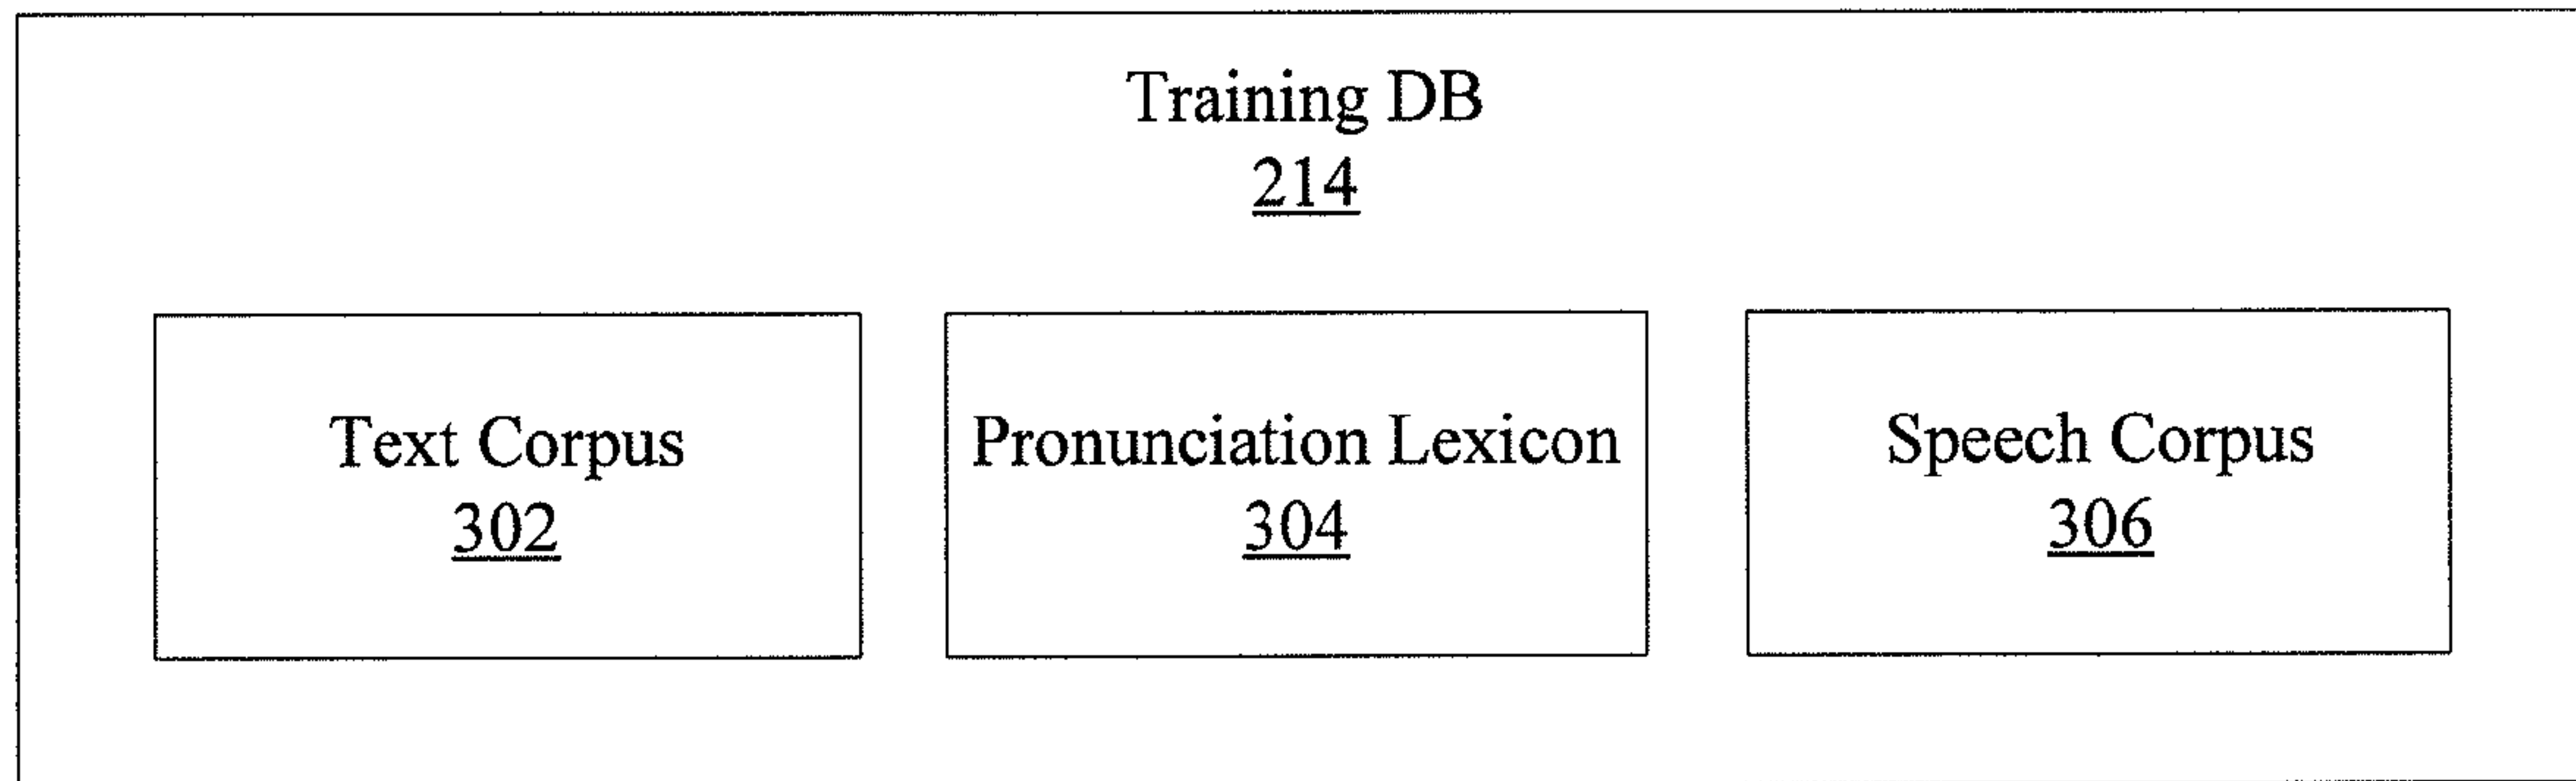 Training DB
214
Text Corpus
302
Pronunciation Lexicon
304
Speech Corpus
306